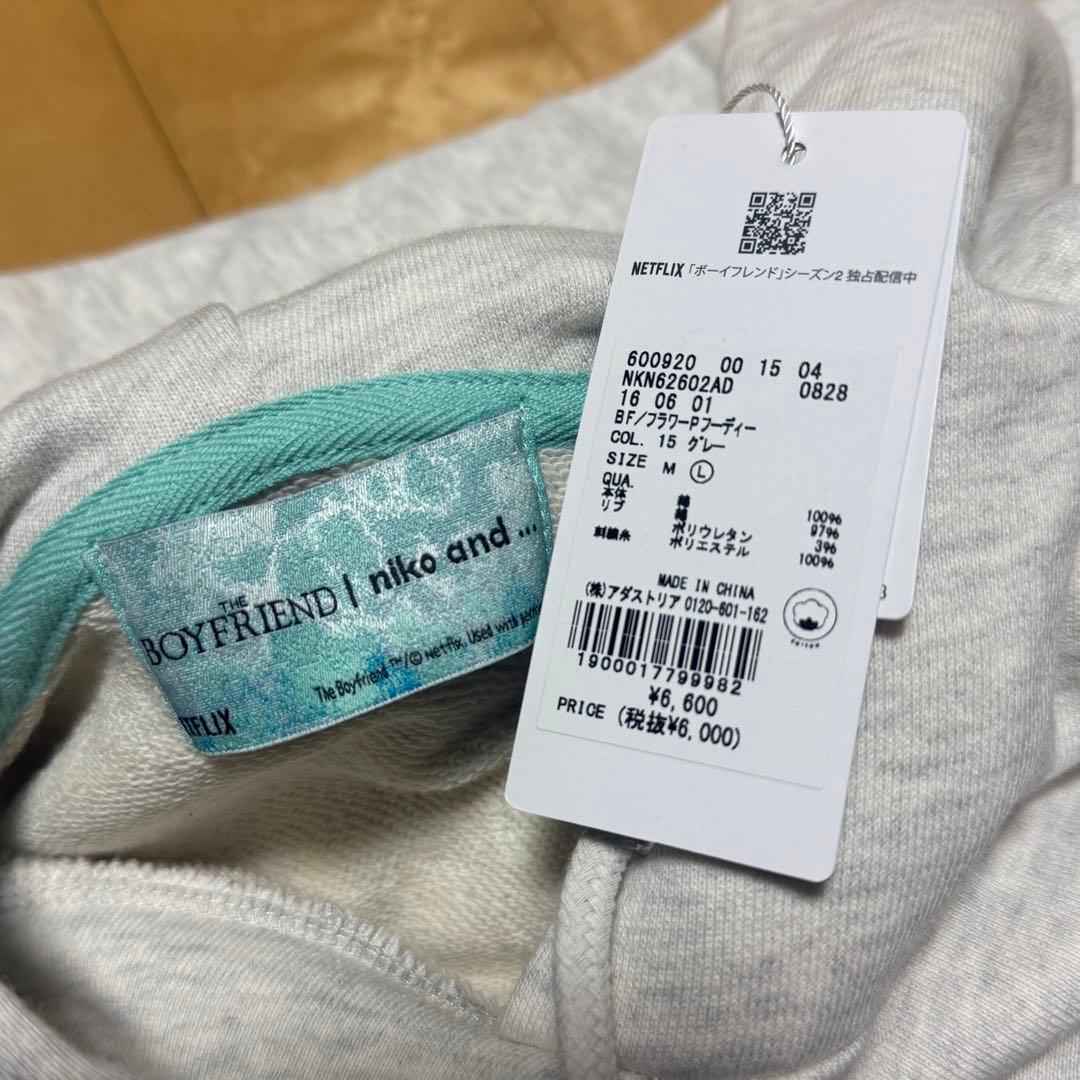 NETFLIX「ボーイフレンド」シーズン2 独占配信中
600920 00 15 04
NKN62602AD 0828
16 06 01
BF/フラワーPフーディー
COL. 15 グレー
SIZE M Ⓛ
QUA.
本体 綿 100%
リブ 綿 97%
ポリウレタン 3%
刺繍糸 ポリエステル 100%
MADE IN CHINA
(株)アダストリア 0120-601-162
1900017799982
¥6,600
PRICE (税抜¥6,000)
THE
BOYFRIEND | niko and ...
The Boyfriend™/© Netflix. Used with
NETFLIX